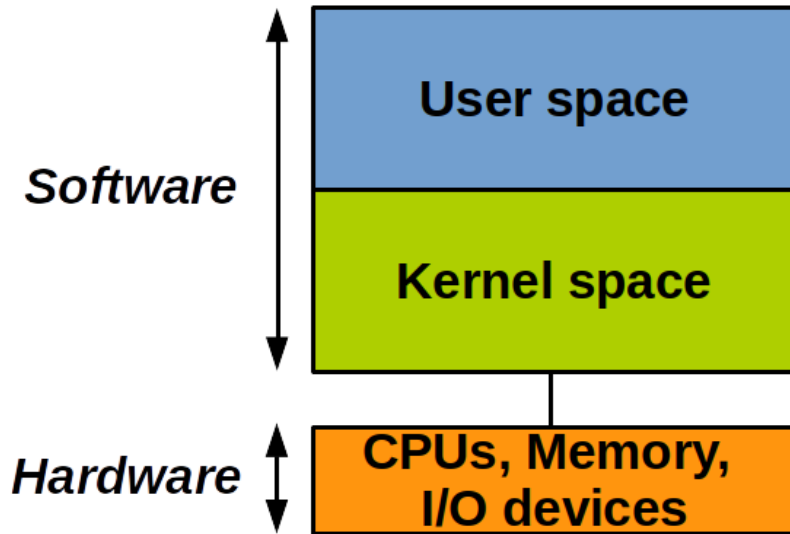 User space
Software
Kernel space
Hardware
CPUs, Memory,
I/O devices